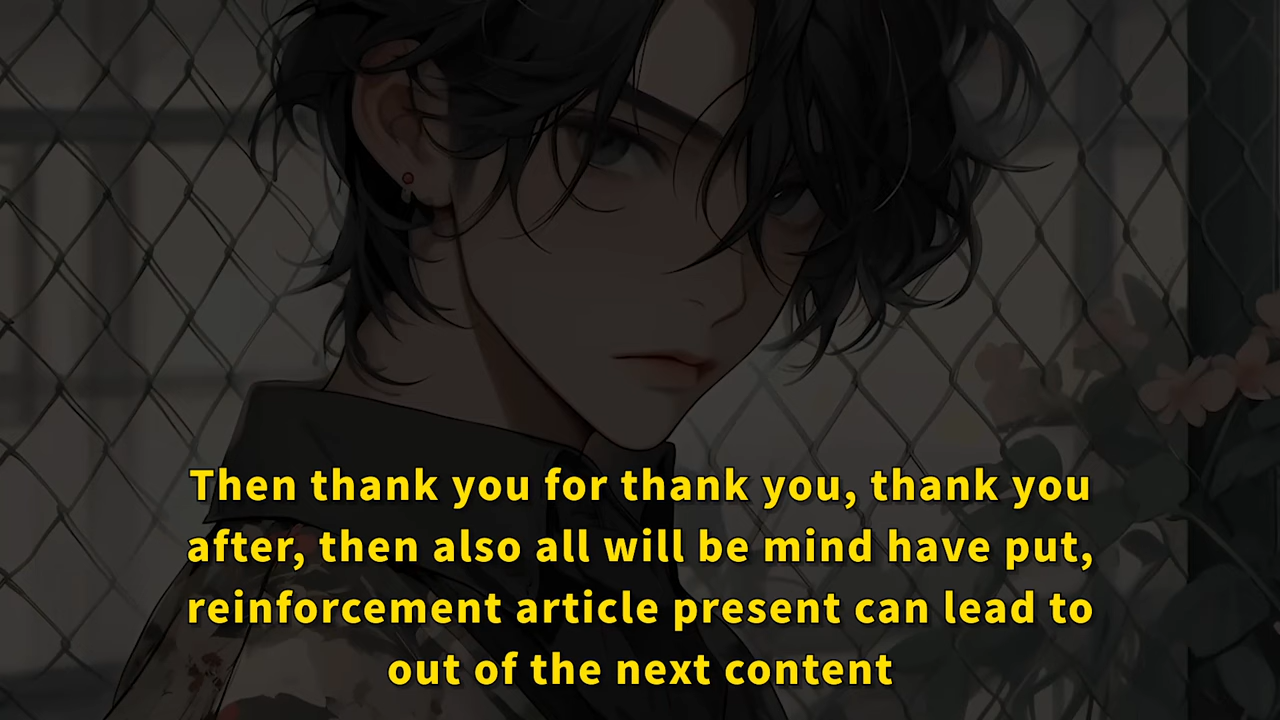 Then thank you for thank you, thank you
after, then also all will be mind have put,
reinforcement article present can lead to
out of the next content